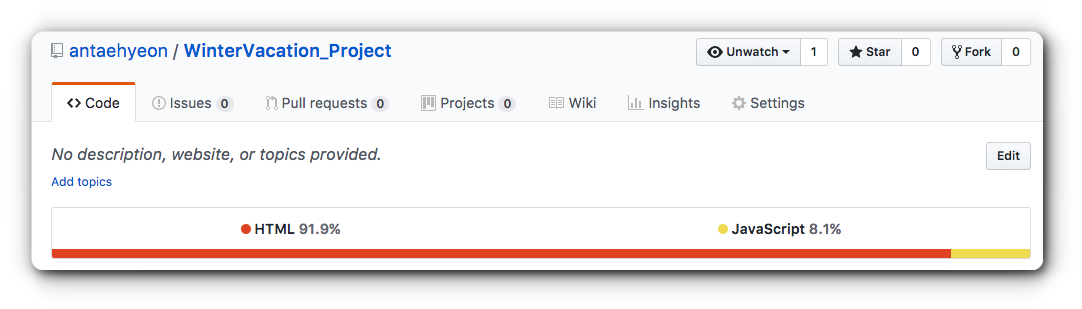 antaehyeon / WinterVacation_Project Unwatch 1 Star 0 Fork 0
Code Issues 0 Pull requests 0 Projects 0 Wiki Insights Settings
No description, website, or topics provided. Edit
Add topics
HTML 91.9% JavaScript 8.1%